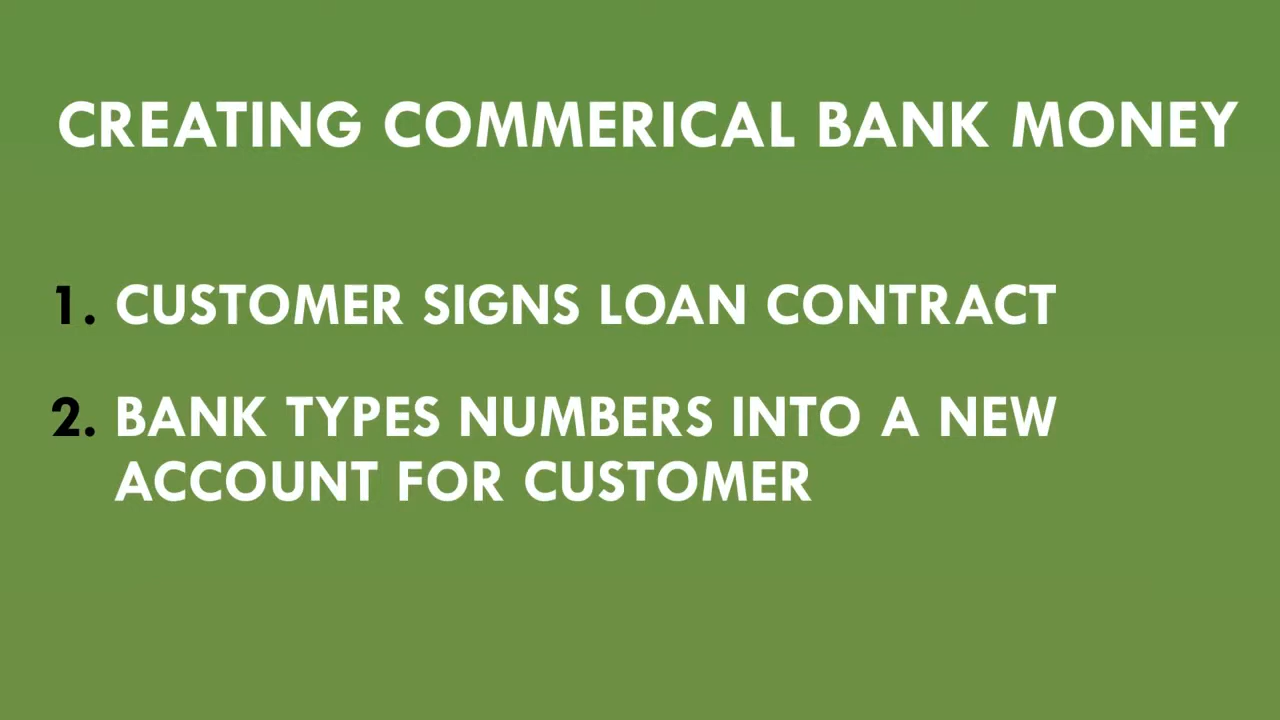 CREATING COMMERICAL BANK MONEY
1. CUSTOMER SIGNS LOAN CONTRACT
2. BANK TYPES NUMBERS INTO A NEW
ACCOUNT FOR CUSTOMER